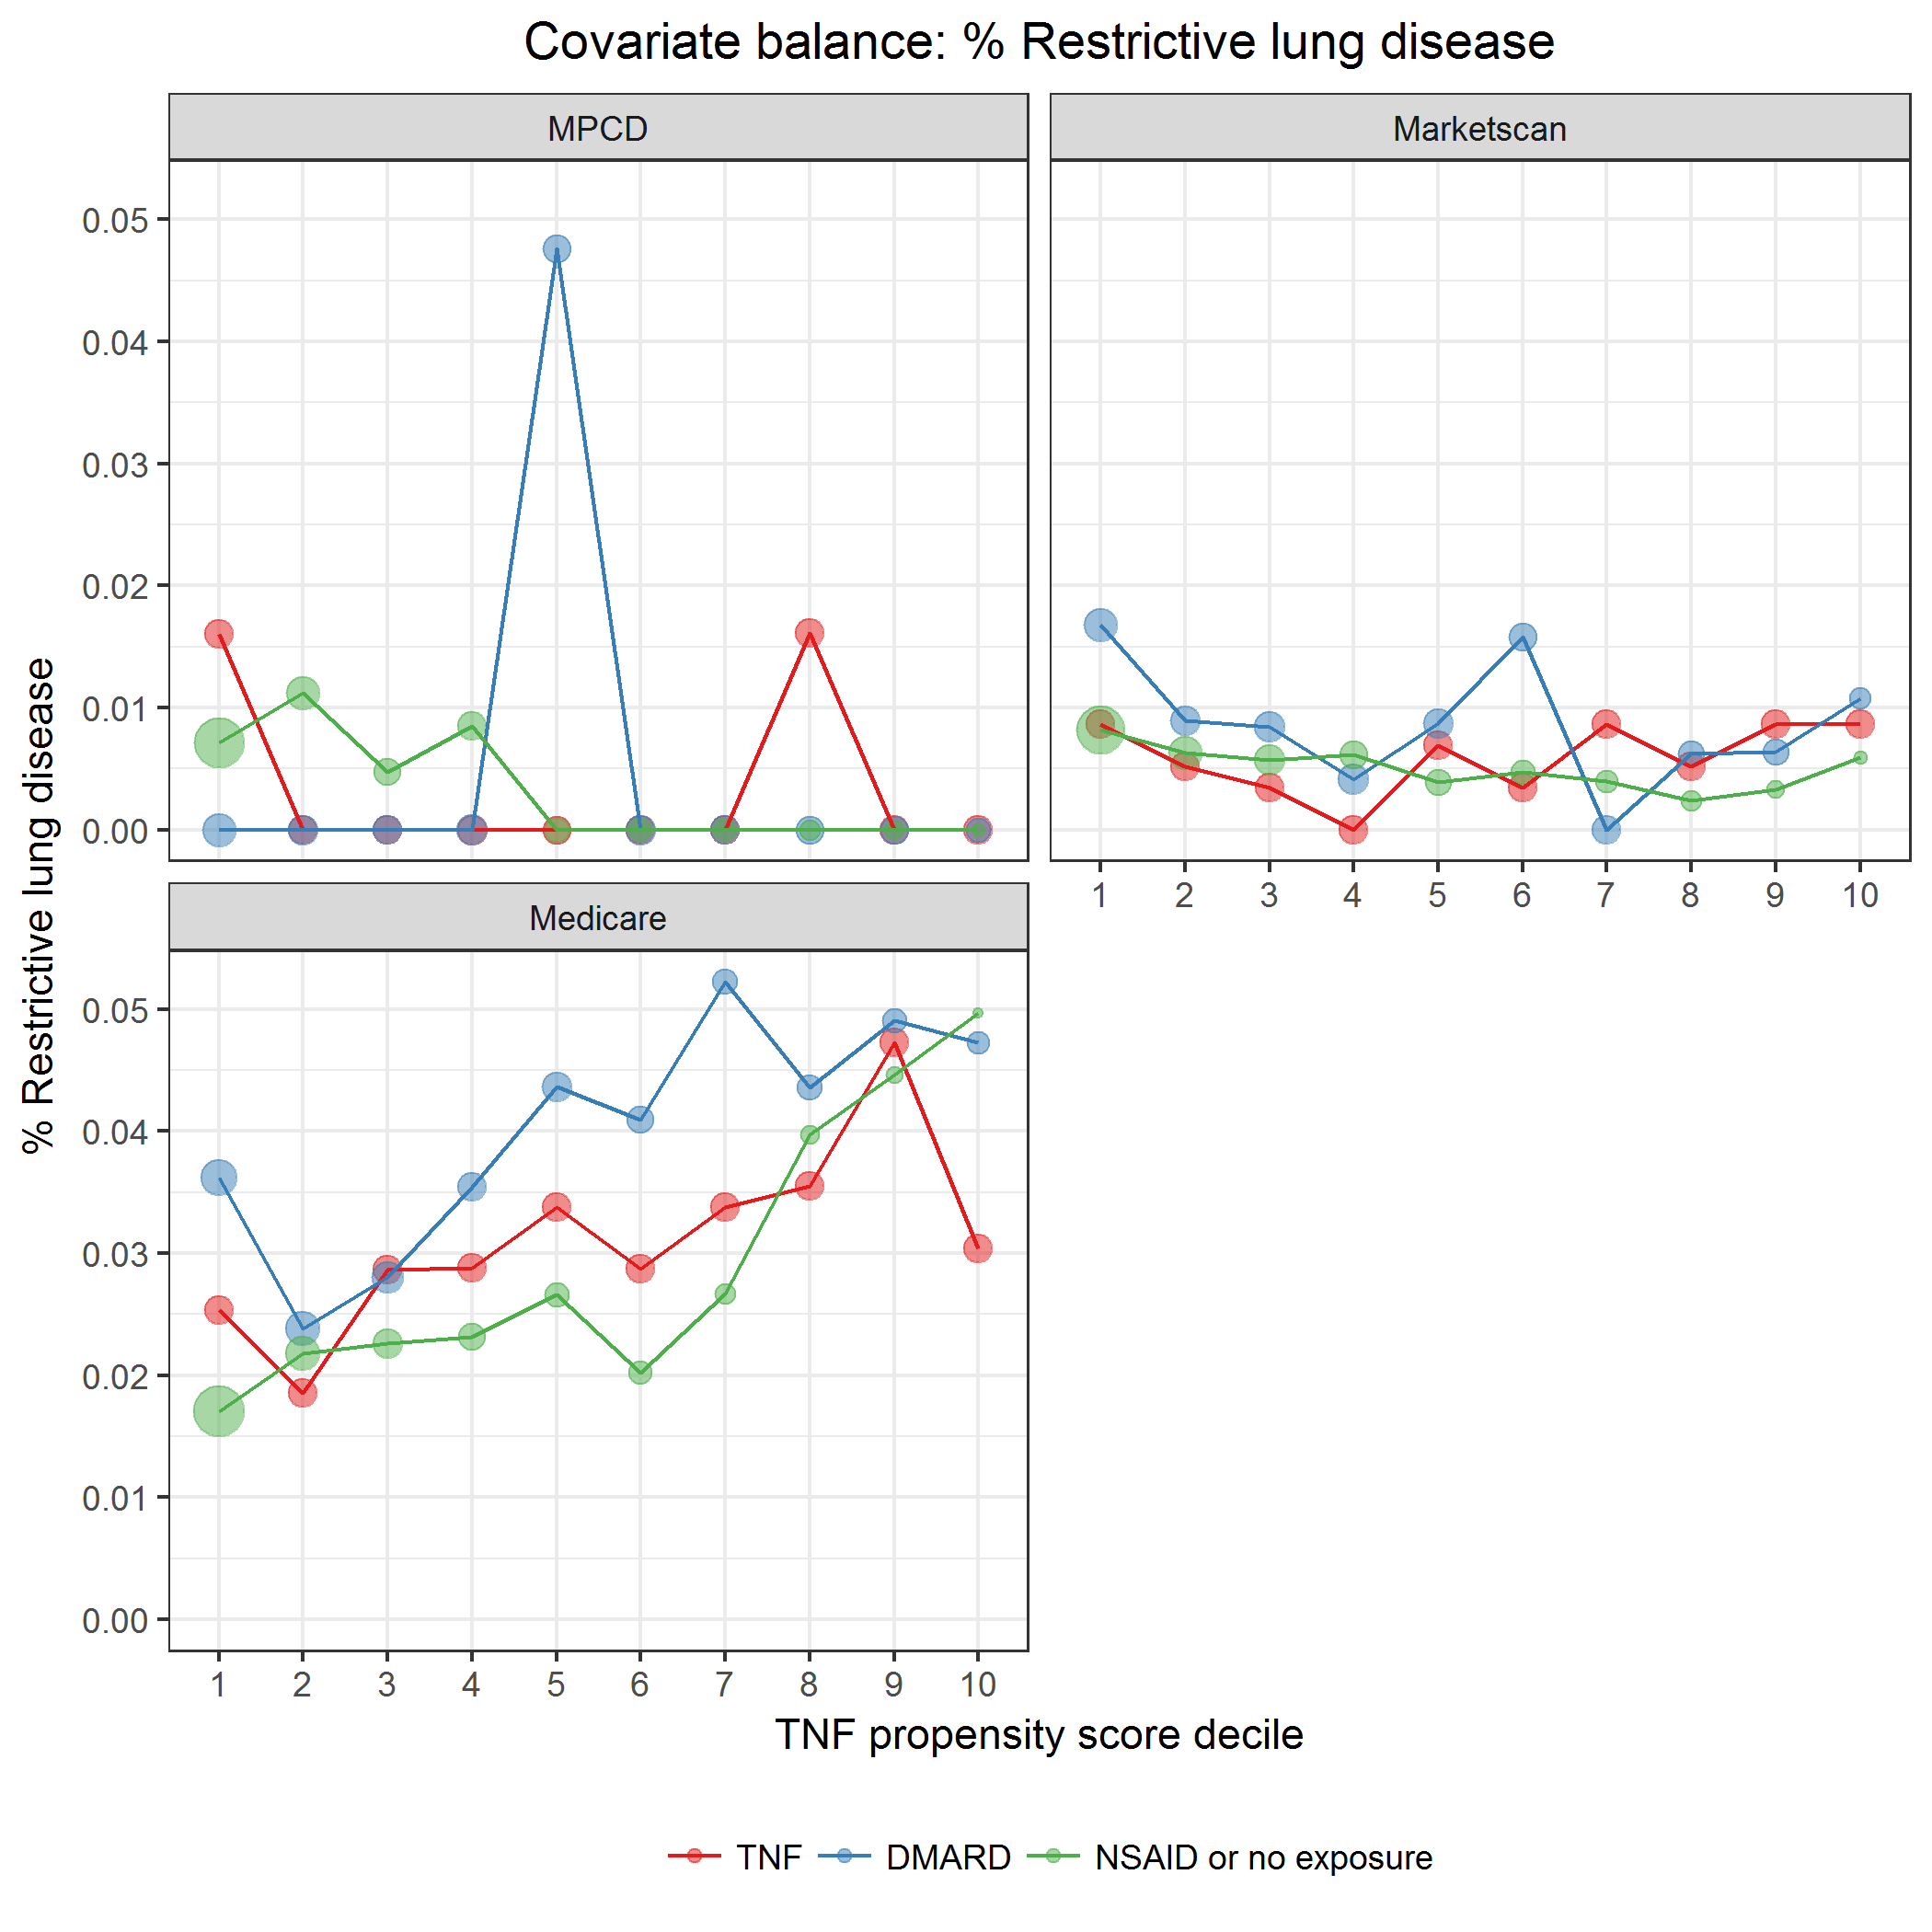 Covariate balance: % Restrictive lung disease
MPCD
Marketscan
0.05
0.04
0.03
0.02
0.01
0.00
1 2 3 4 5 6 7 8 9 10
Medicare
0.05
0.04
0.03
0.02
0.01
0.00
1 2 3 4 5 6 7 8 9 10
% Restrictive lung disease
TNF propensity score decile
TNF DMARD NSAID or no exposure